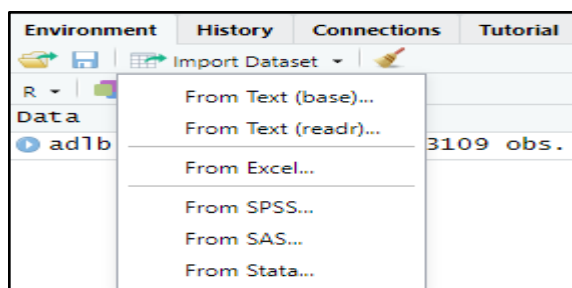 Environment History Connections Tutorial
Import Dataset
R
From Text (base)...
Data
From Text (readr)...
adlb 3109 obs.
From Excel...
From SPSS...
From SAS...
From Stata...